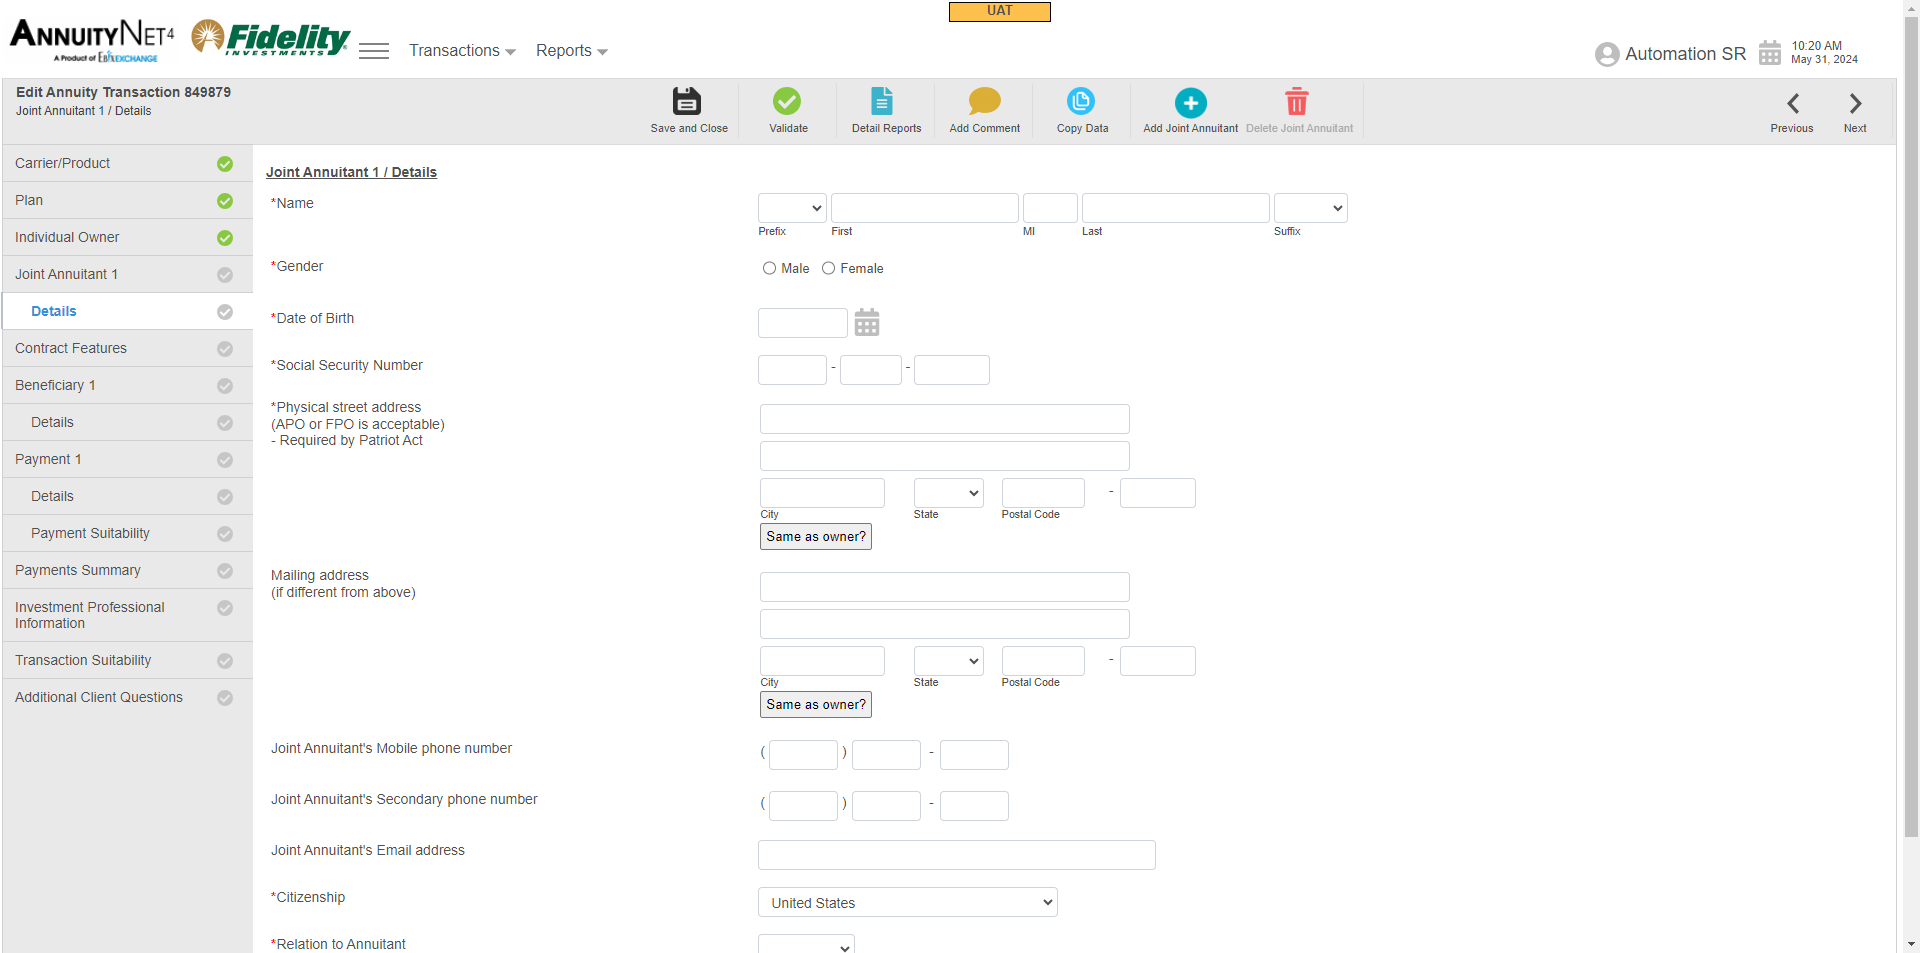 UAT
ANNUITYNET4
A Product of EbixEXCHANGE
Fidelity
INVESTMENTS
Transactions
Reports
Automation SR
10:20 AM
May 31, 2024
Edit Annuity Transaction 849879
Joint Annuitant 1 / Details
Save and Close
Validate
Detail Reports
Add Comment
Copy Data
Add Joint Annuitant
Delete Joint Annuitant
Previous
Next
Carrier/Product
Plan
Individual Owner
Joint Annuitant 1
Details
Contract Features
Beneficiary 1
Details
Payment 1
Details
Payment Suitability
Payments Summary
Investment Professional
Information
Transaction Suitability
Additional Client Questions
Joint Annuitant 1 / Details
*Name
Prefix First MI Last Suffix
*Gender
Male Female
*Date of Birth
*Social Security Number
- -
*Physical street address
(APO or FPO is acceptable)
- Required by Patriot Act
-
City State Postal Code
Same as owner?
Mailing address
(if different from above)
-
City State Postal Code
Same as owner?
Joint Annuitant's Mobile phone number
( ) -
Joint Annuitant's Secondary phone number
( ) -
Joint Annuitant's Email address
*Citizenship
United States
*Relation to Annuitant